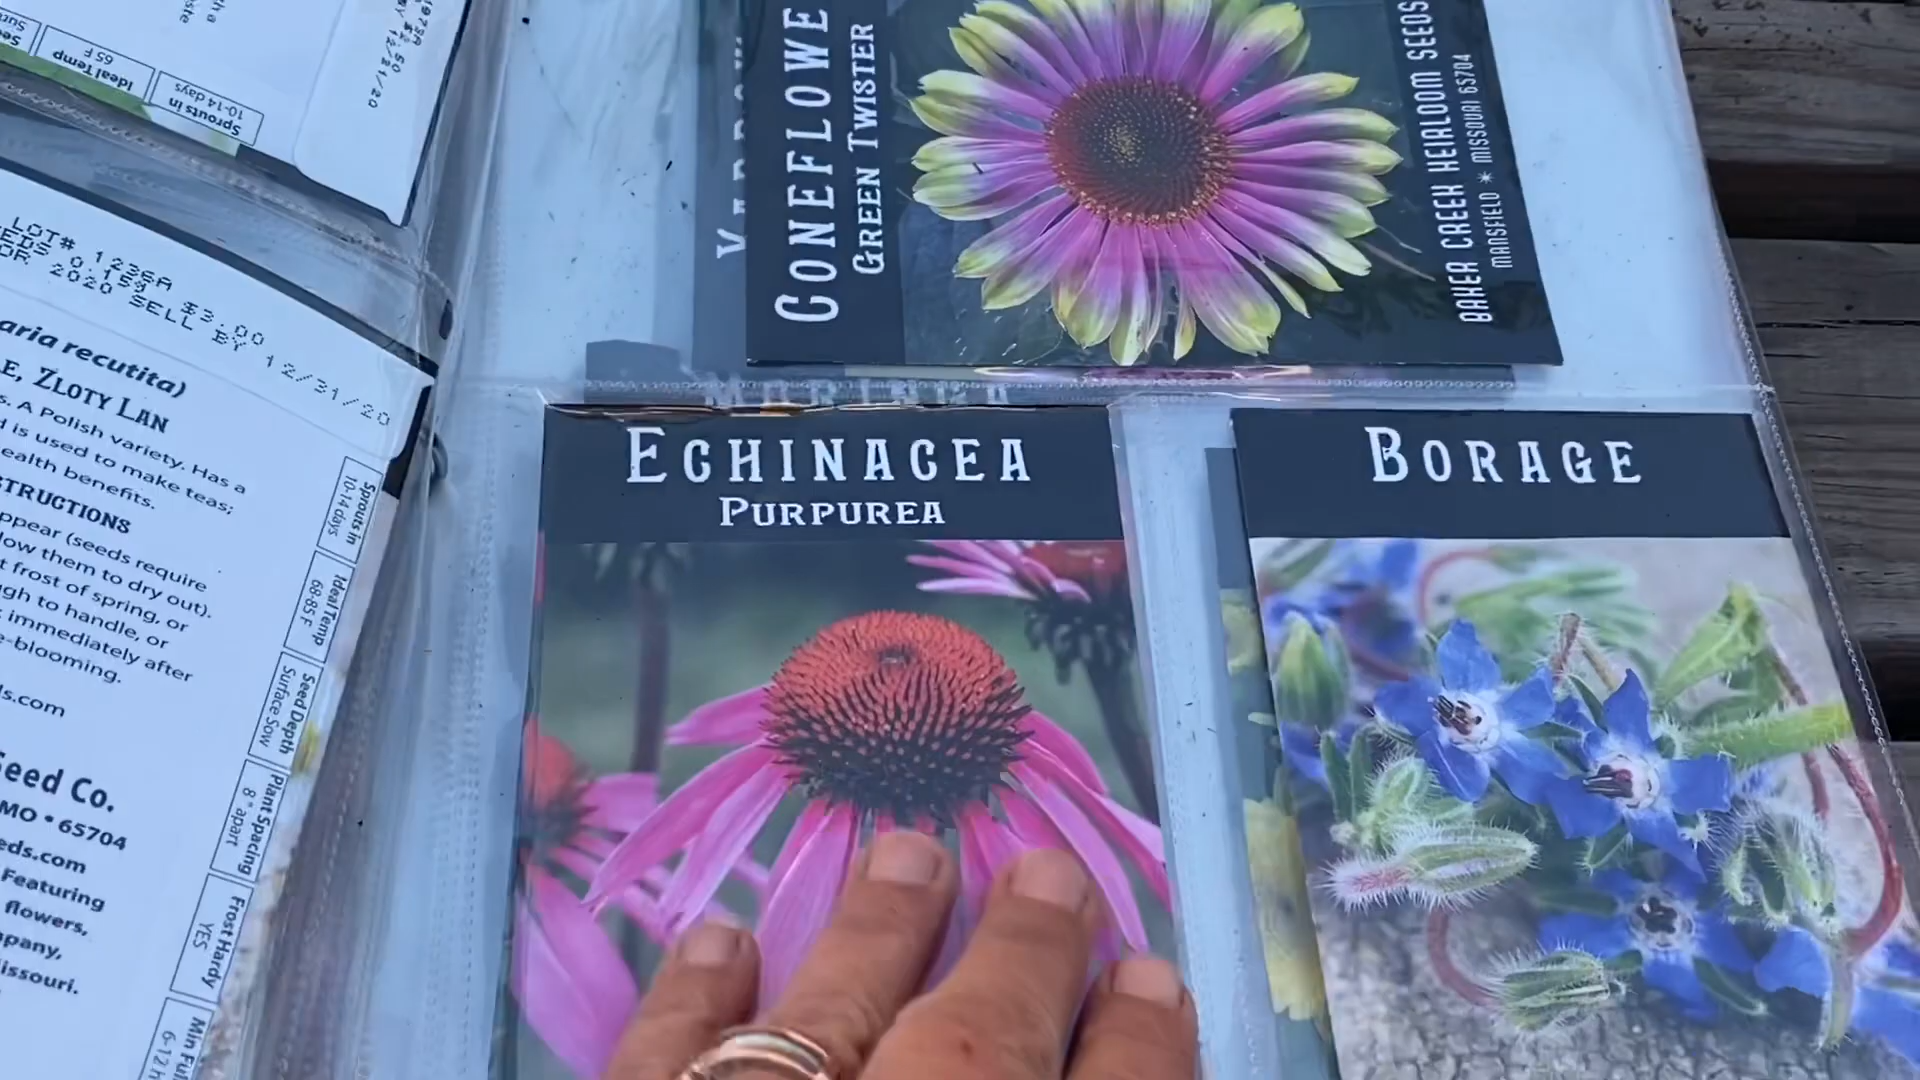 65 F
Ideal Temp
10-14 days
Sprouts in
12/21/20
LOT# 1236A $3.00
2020 SELL BY 12/31/20
aria recutita)
E, ZLOTY LAN
s. A Polish variety. Has a
d is used to make teas;
ealth benefits.
STRUCTIONS
ppear (seeds require
low them to dry out).
t frost of spring, or
gh to handle, or
immediately after
e-blooming.
ds.com
Seed Co.
MO • 65704
eds.com
Featuring
flowers,
mpany,
issouri.
Sprouts in
10-14 days
Ideal Temp
68-85 F
Seed Depth
Surface Sow
Plant Spacing
8" apart
Frost Hardy
YES
CONEFLOWE
GREEN TWISTER
BAKER CREEK HEIRLOOM SEEDS
MANSFIELD * MISSOURI 65704
ECHINACEA
PURPUREA
BORAGE